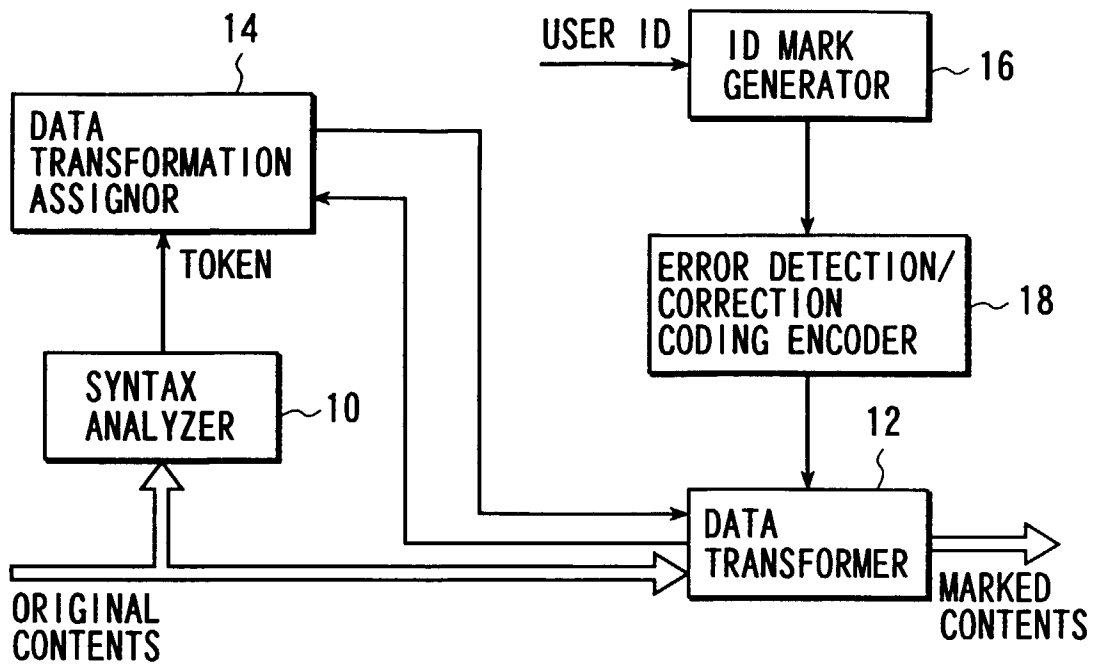 14
DATA
TRANSFORMATION
ASSIGNOR
USER ID
ID MARK
GENERATOR
16
TOKEN
ERROR DETECTION/
CORRECTION
CODING ENCODER
18
SYNTAX
ANALYZER
10
12
DATA
TRANSFORMER
ORIGINAL
CONTENTS
MARKED
CONTENTS